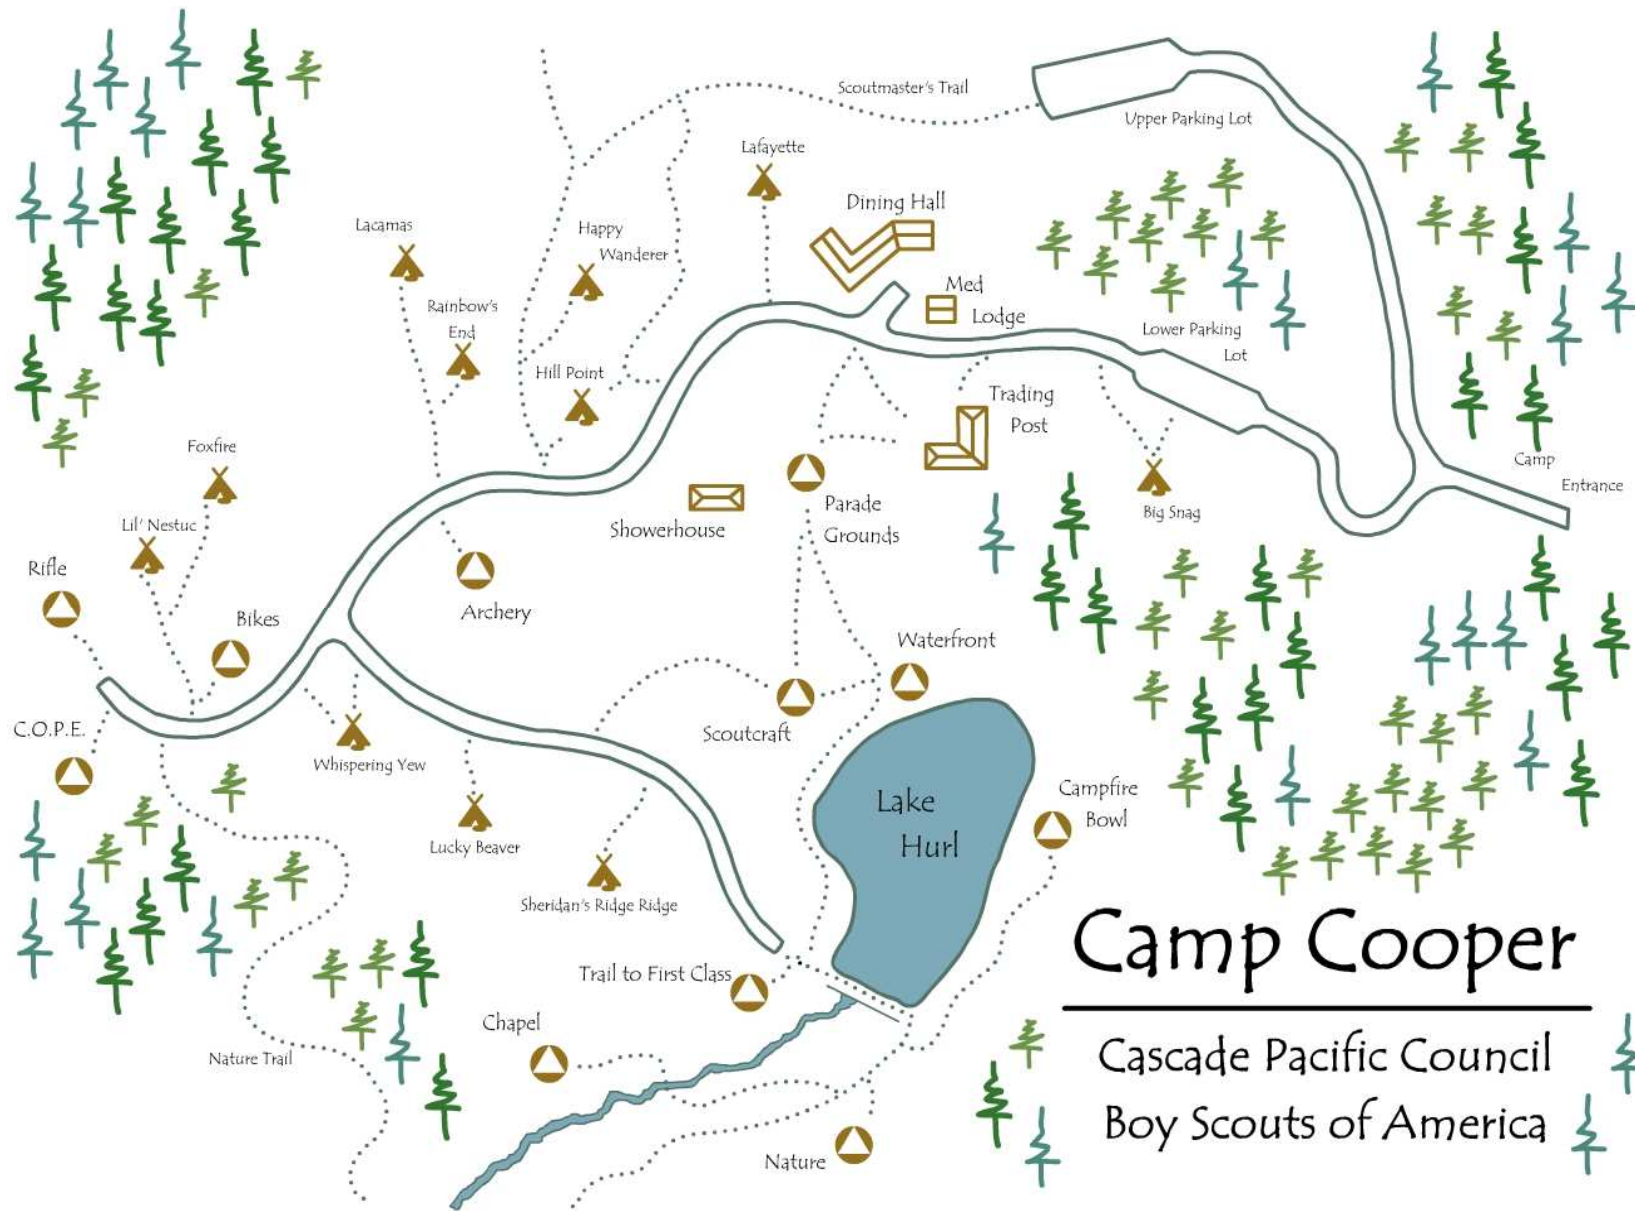 Scoutmaster's Trail
Upper Parking Lot
Lafayette
Dining Hall
Lacamas
Happy
Wanderer
Med
Lodge
Rainbow's
End
Lower Parking
Lot
Hill Point
Trading
Post
Foxfire
Camp
Entrance
Lil' Nestuc
Showerhouse
Parade
Grounds
Big Snag
Rifle
Bikes
Archery
Waterfront
C.O.P.E.
Whispering Yew
Scoutcraft
Lake
Hurl
Campfire
Bowl
Lucky Beaver
Sheridan's Ridge Ridge
Trail to First Class
Chapel
Nature Trail
Nature
Camp Cooper
Cascade Pacific Council
Boy Scouts of America